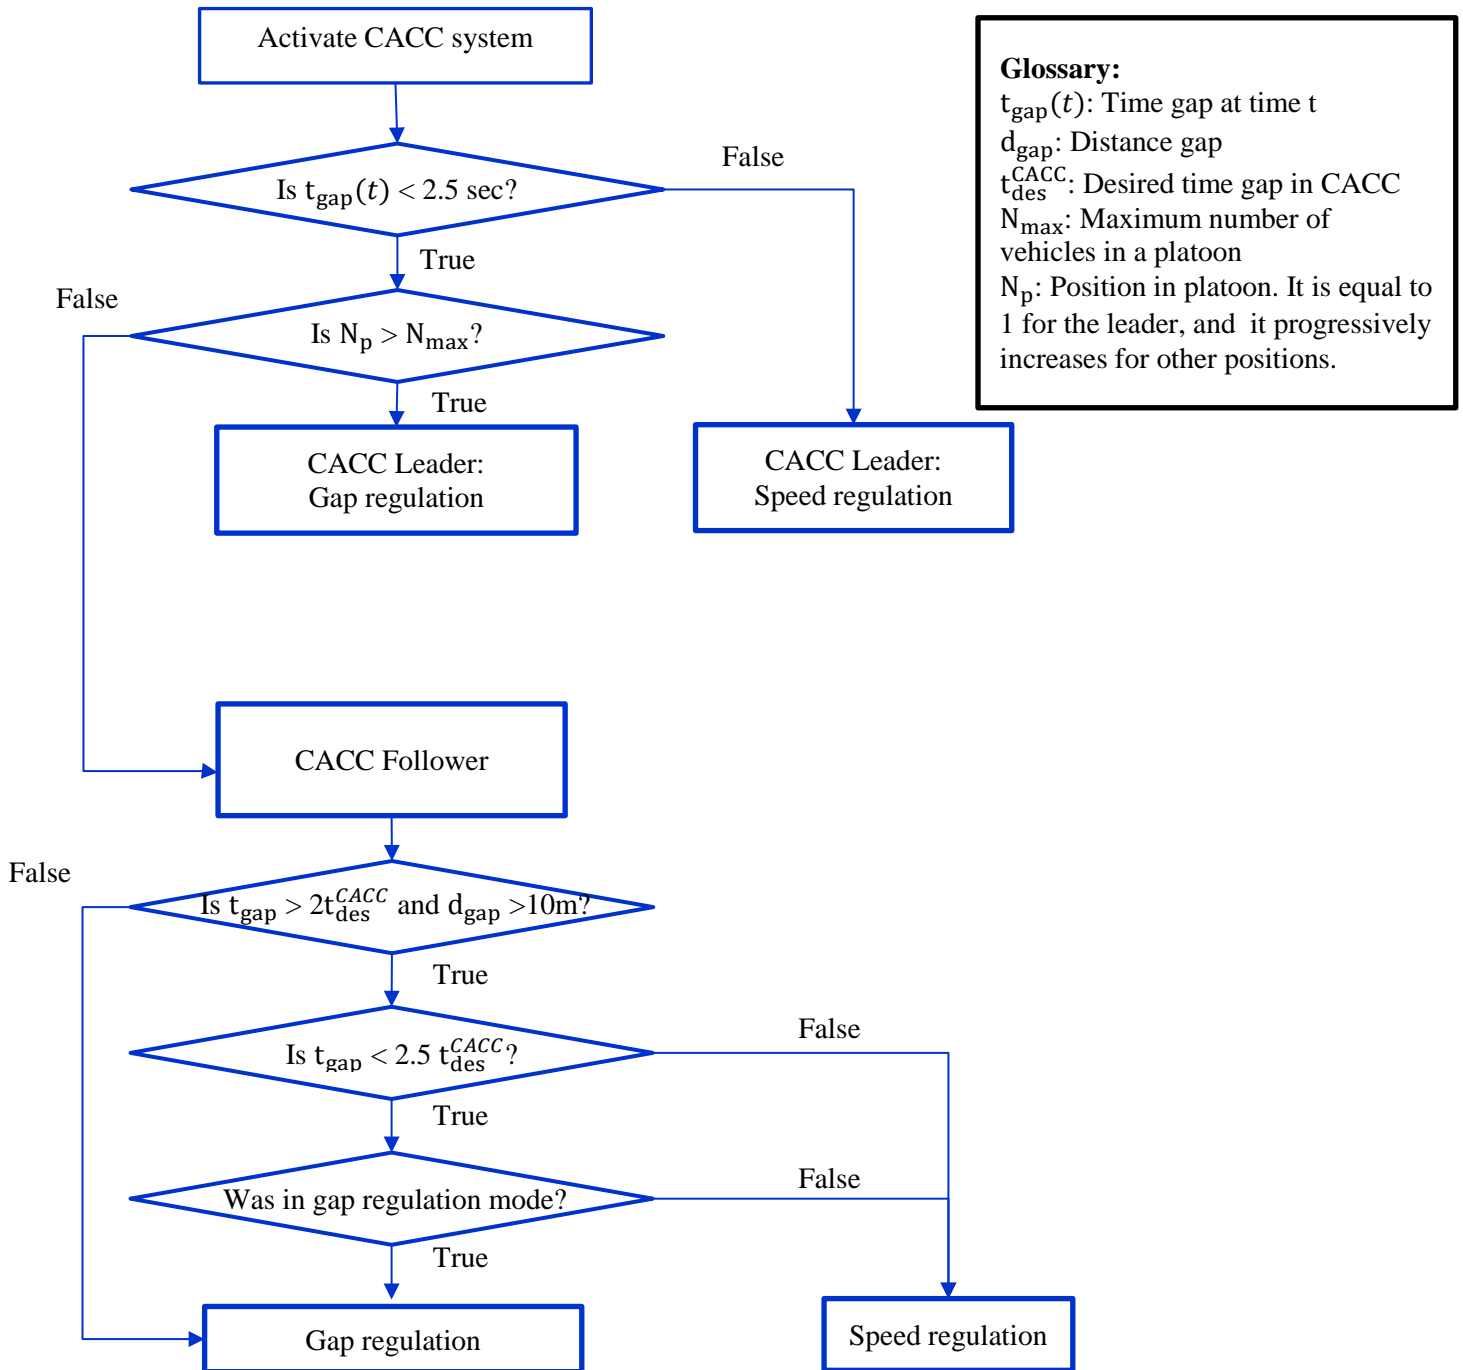 Activate CACC system
Glossary:
t_gap(t): Time gap at time t
d_gap: Distance gap
t_des^CACC: Desired time gap in CACC
N_max: Maximum number of
vehicles in a platoon
N_p: Position in platoon. It is equal to
1 for the leader, and it progressively
increases for other positions.
False
Is t_gap(t) < 2.5 sec?
True
False
Is N_p > N_max?
True
CACC Leader:
Gap regulation
CACC Leader:
Speed regulation
CACC Follower
False
Is t_gap > 2t_des^CACC and d_gap >10m?
True
False
Is t_gap < 2.5 t_des^CACC?
True
False
Was in gap regulation mode?
True
Gap regulation
Speed regulation